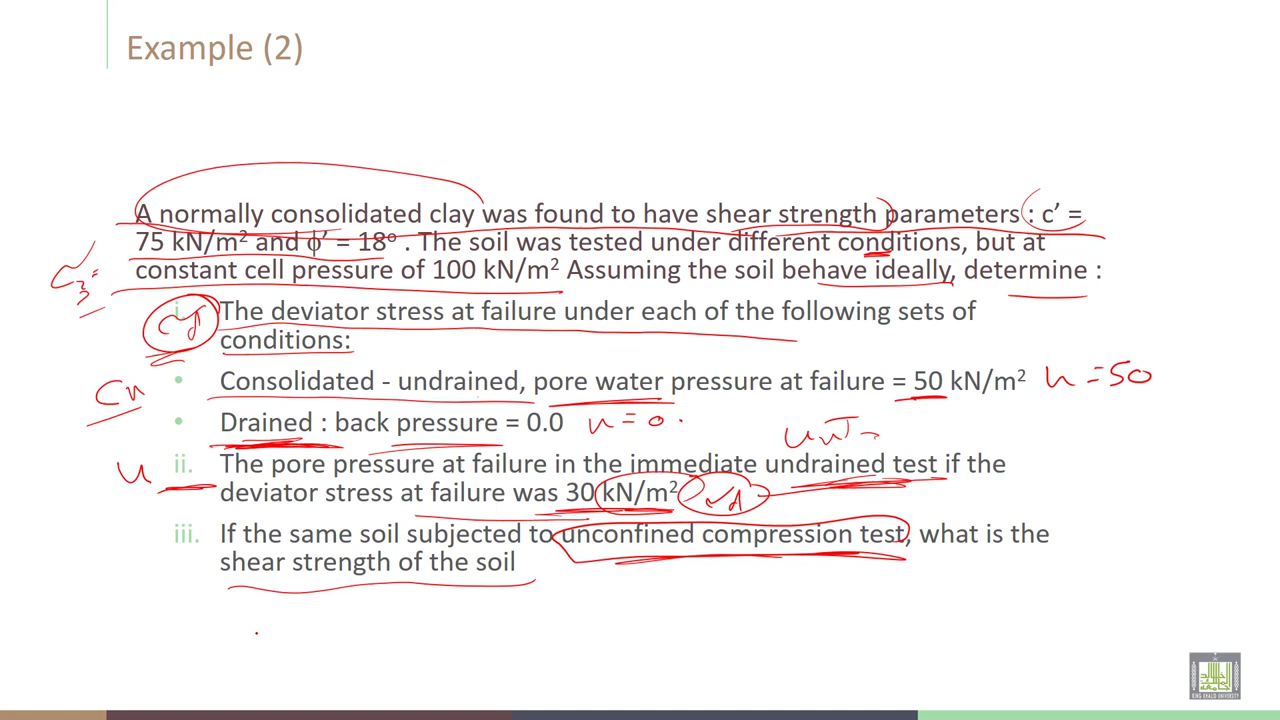 Example (2)
A normally consolidated clay was found to have shear strength parameters : c’ =
75 kN/m² and ϕ’ = 18º . The soil was tested under different conditions, but at
constant cell pressure of 100 kN/m² Assuming the soil behave ideally, determine :
i. The deviator stress at failure under each of the following sets of
conditions:
• Consolidated - undrained, pore water pressure at failure = 50 kN/m² u = 50
Cu
• Drained : back pressure = 0.0 u = 0
ii. The pore pressure at failure in the immediate undrained test if the
u
deviator stress at failure was 30 kN/m²
iii. If the same soil subjected to unconfined compression test, what is the
shear strength of the soil
KING KHALID UNIVERSITY